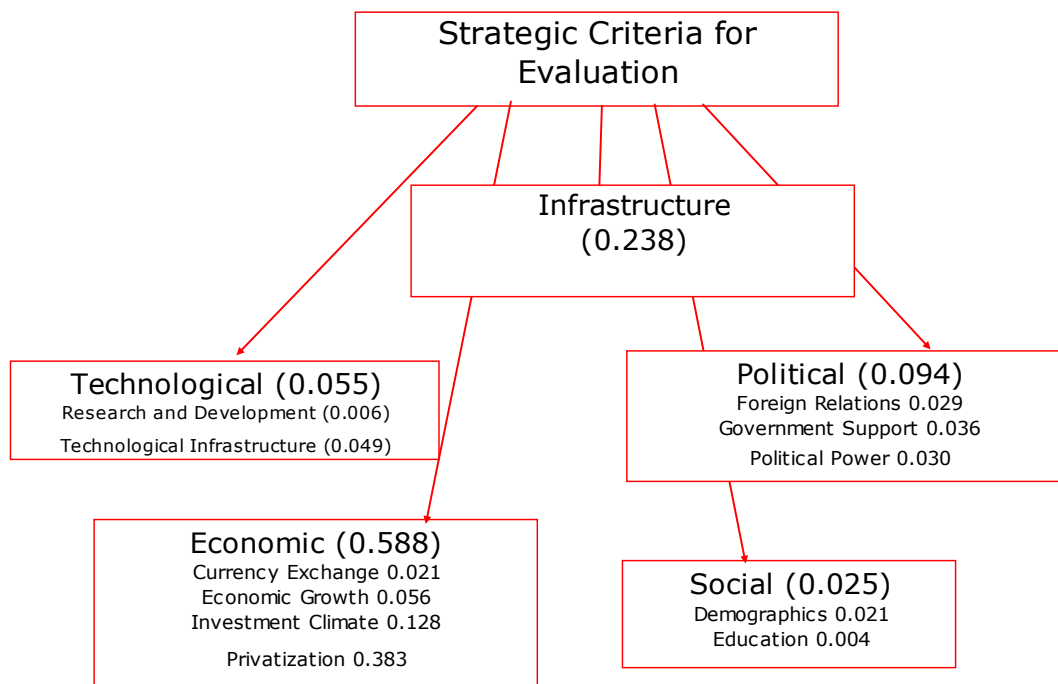 Strategic Criteria for
Evaluation
Infrastructure
(0.238)
Technological (0.055)
Research and Development (0.006)
Technological Infrastructure (0.049)
Political (0.094)
Foreign Relations 0.029
Government Support 0.036
Political Power 0.030
Economic (0.588)
Currency Exchange 0.021
Economic Growth 0.056
Investment Climate 0.128
Privatization 0.383
Social (0.025)
Demographics 0.021
Education 0.004